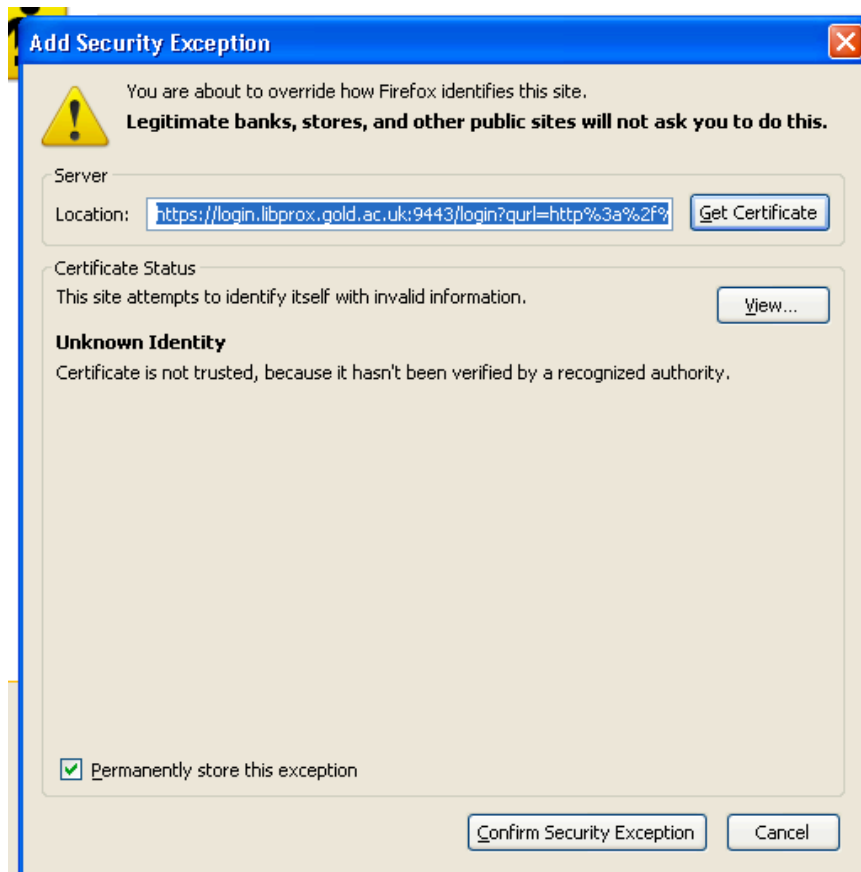 Add Security Exception
You are about to override how Firefox identifies this site.
Legitimate banks, stores, and other public sites will not ask you to do this.
Server
Location: https://login.libprox.gold.ac.uk:9443/login?qurl=http%3a%2f% Get Certificate
Certificate Status
This site attempts to identify itself with invalid information.
View...
Unknown Identity
Certificate is not trusted, because it hasn't been verified by a recognized authority.
Permanently store this exception
Confirm Security Exception Cancel